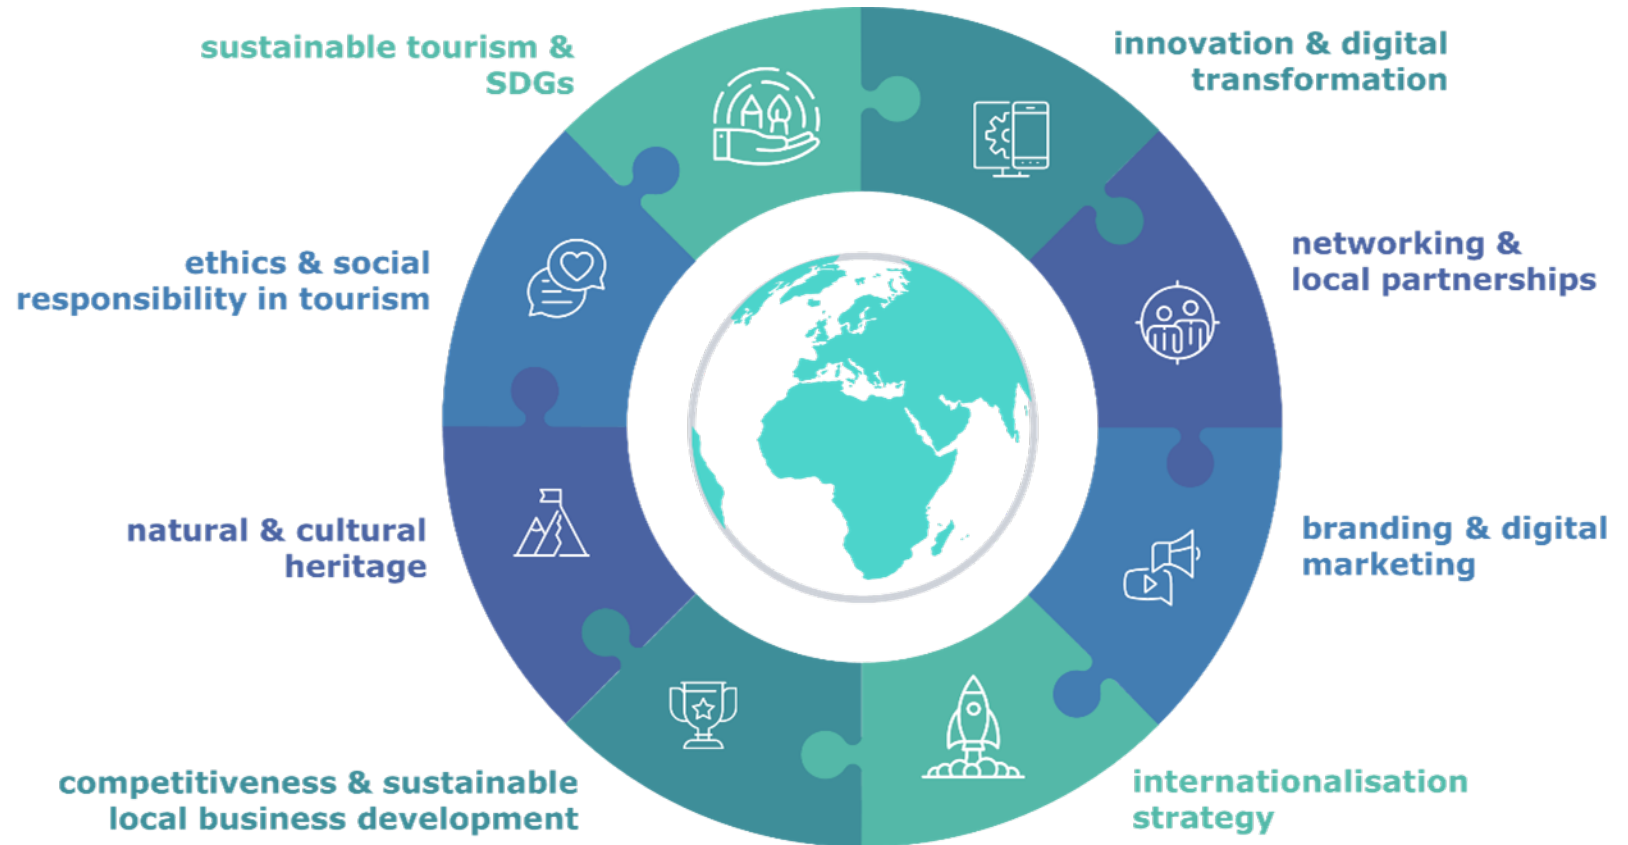 sustainable tourism &
SDGs
innovation & digital
transformation
ethics & social
responsibility in tourism
networking &
local partnerships
natural & cultural
heritage
branding & digital
marketing
competitiveness & sustainable
local business development
internationalisation
strategy